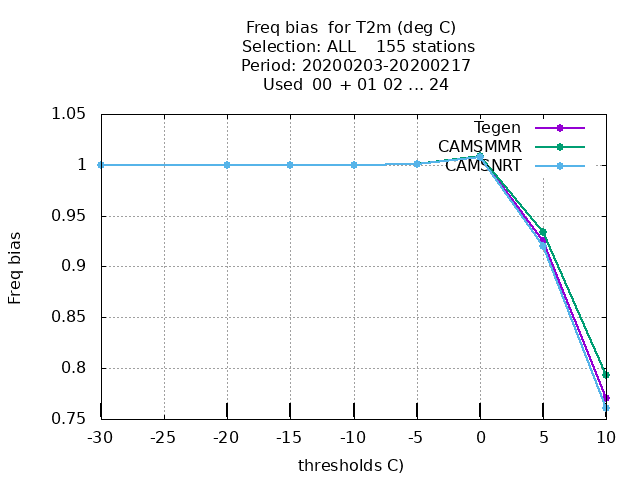 Freq bias  for T2m (deg C)
Selection: ALL    155 stations
Period: 20200203-20200217
Used  00 + 01 02 ... 24
Tegen
CAMSMMR
CAMSNRT
1.05
1
0.95
0.9
0.85
0.8
0.75
Freq bias
-30 -25 -20 -15 -10 -5 0 5 10
thresholds C)